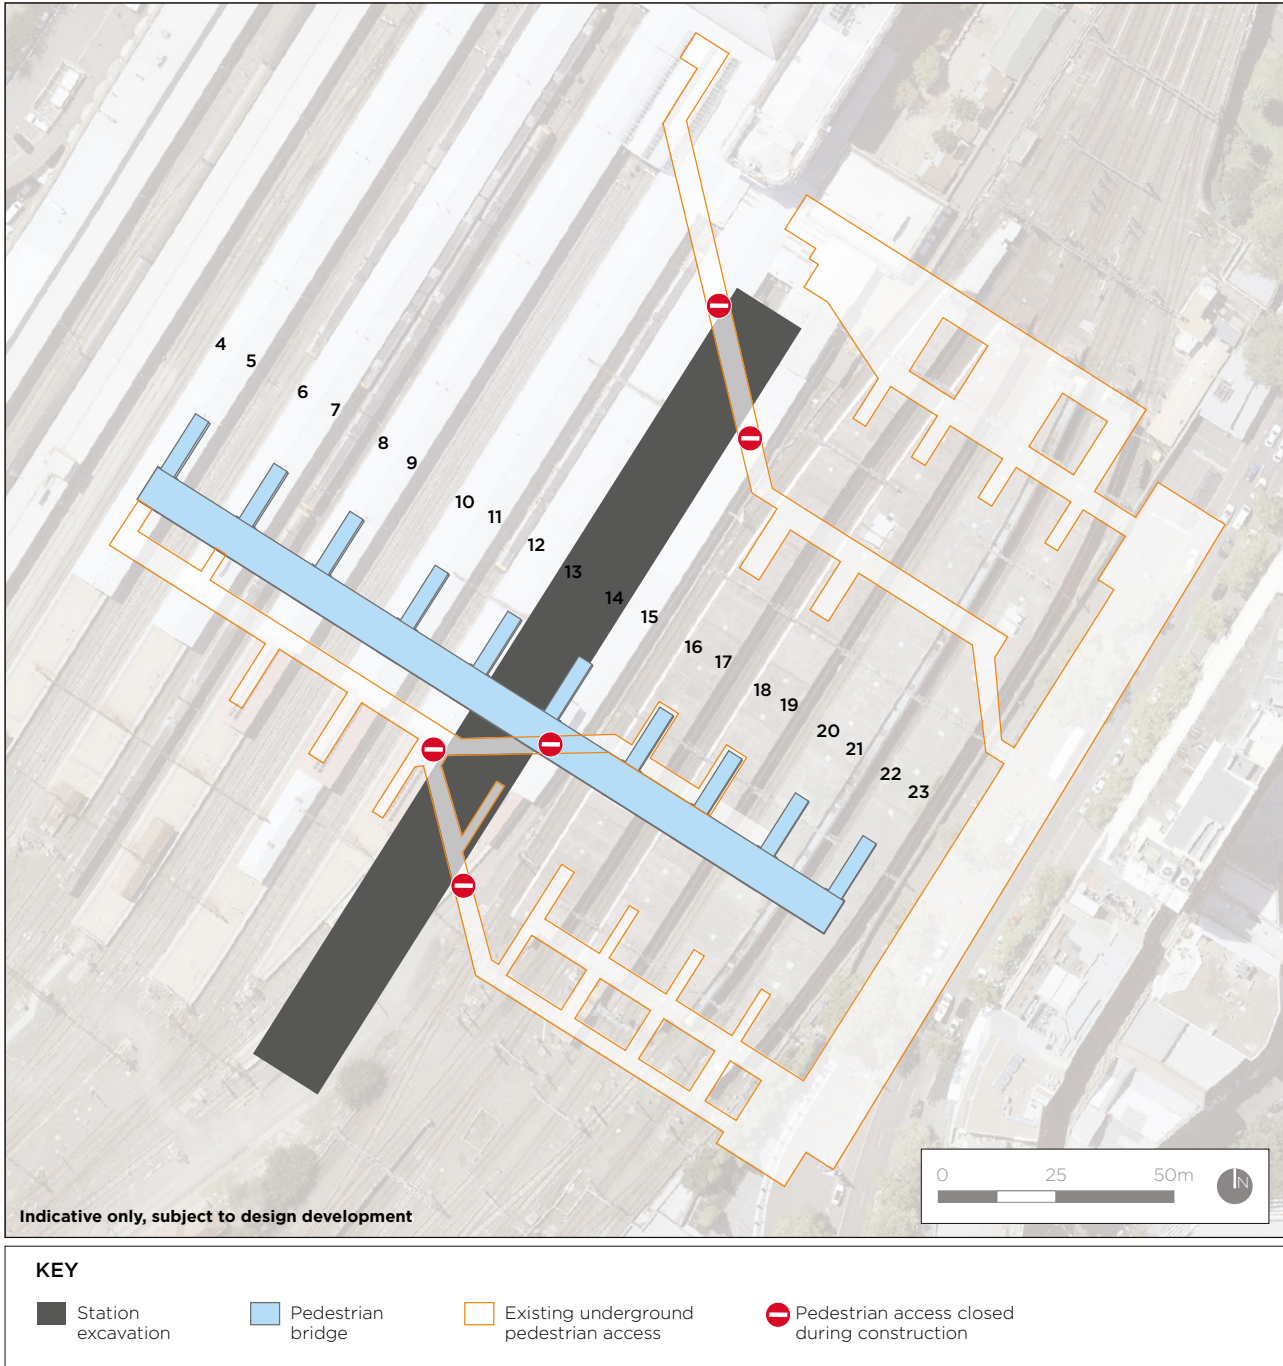 4
5
6
7
8
9
10
11
12
13
14
15
16
17
18
19
20
21
22
23
0 25 50m
N
Indicative only, subject to design development
KEY
Station
excavation
Pedestrian
bridge
Existing underground
pedestrian access
Pedestrian access closed
during construction